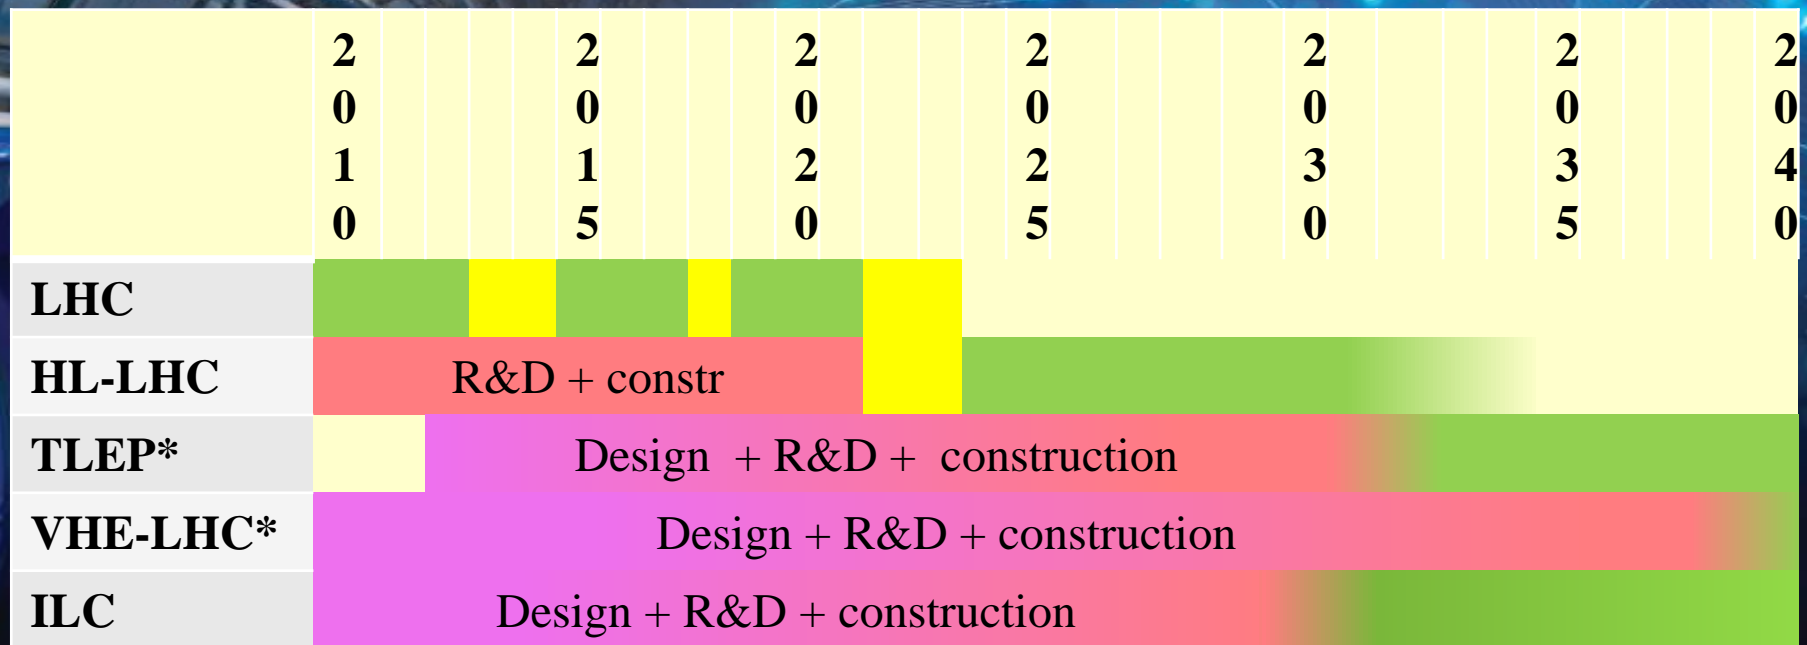 2010 2015 2020 2025 2030 2035 2040
LHC
HL-LHC R&D + constr
TLEP* Design + R&D + construction
VHE-LHC* Design + R&D + construction
ILC Design + R&D + construction